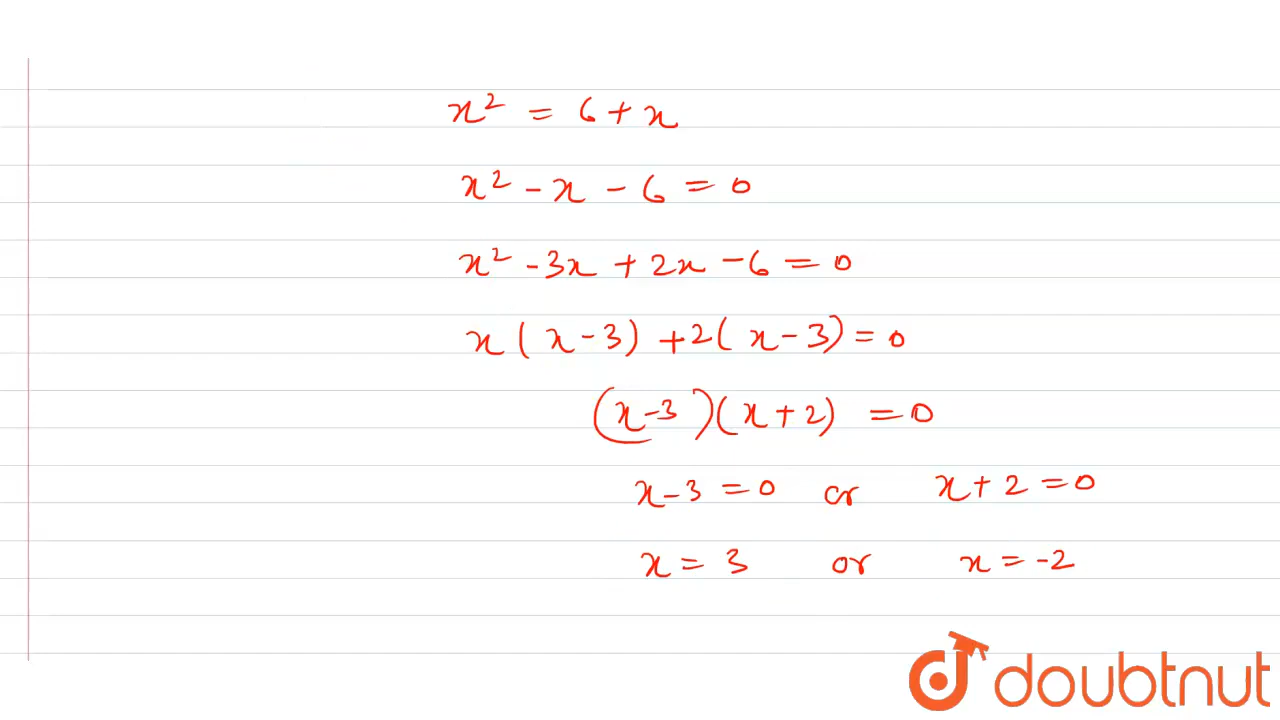 x² = 6 + x
x² - x - 6 = 0
x² - 3x + 2x - 6 = 0
x ( x - 3 ) + 2 ( x - 3 ) = 0
( x - 3 ) ( x + 2 ) = 0
x - 3 = 0 or x + 2 = 0
x = 3 or x = -2
doubtnut